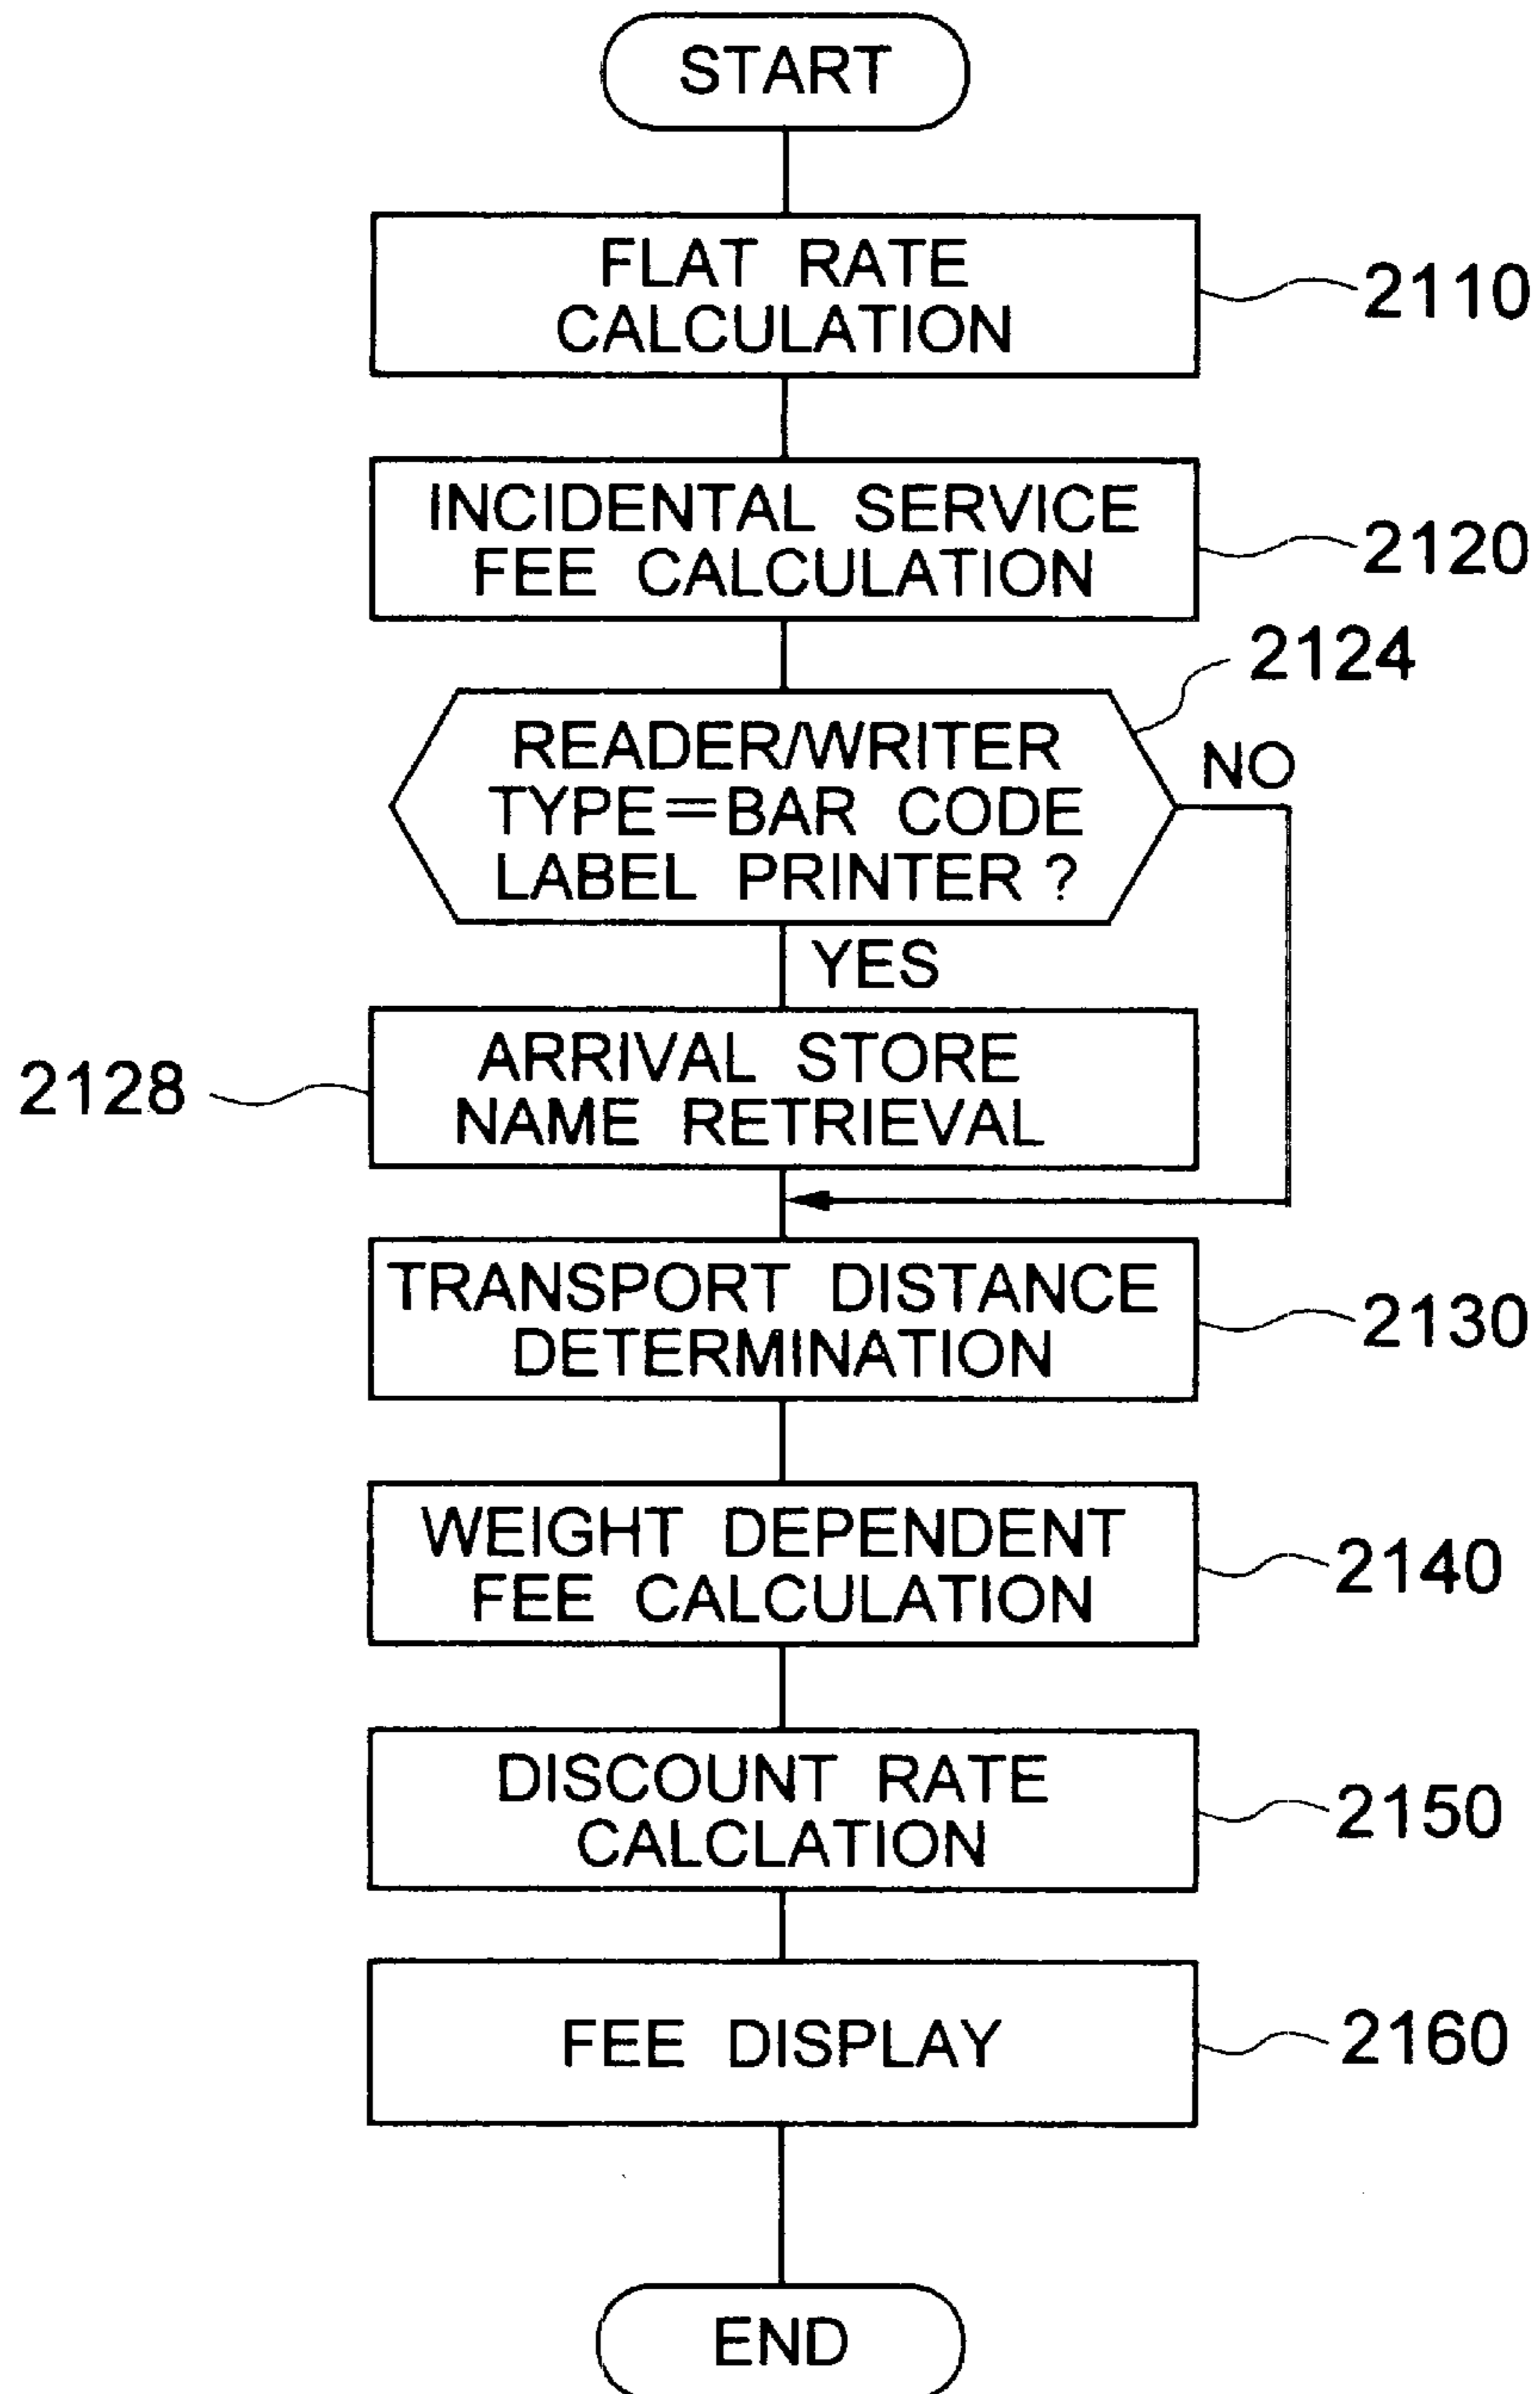 START
FLAT RATE
CALCULATION
2110
INCIDENTAL SERVICE
FEE CALCULATION
2120
2124
READER/WRITER
TYPE=BAR CODE
LABEL PRINTER ?
NO
YES
ARRIVAL STORE
NAME RETRIEVAL
2128
TRANSPORT DISTANCE
DETERMINATION
2130
WEIGHT DEPENDENT
FEE CALCULATION
2140
DISCOUNT RATE
CALCLATION
2150
FEE DISPLAY
2160
END